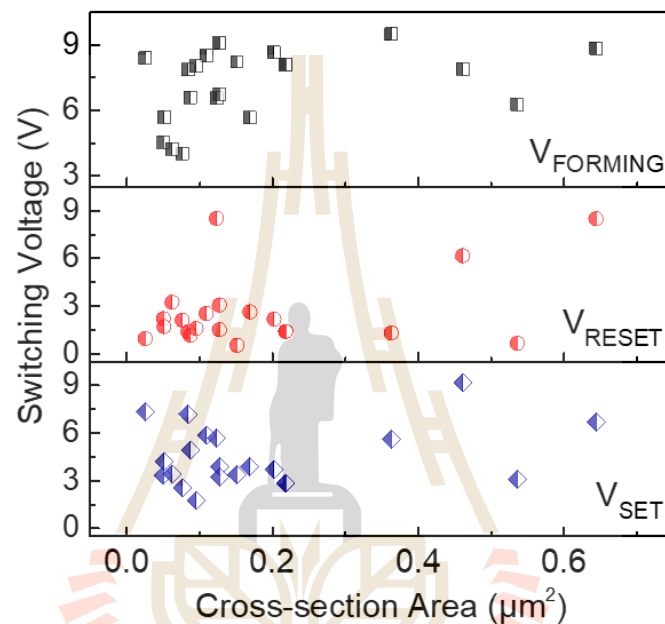 Switching Voltage (V)
9
6
3
V_FORMING
9
6
3
0
V_RESET
9
6
3
0
V_SET
0.0 0.2 0.4 0.6
Cross-section Area (μm²)